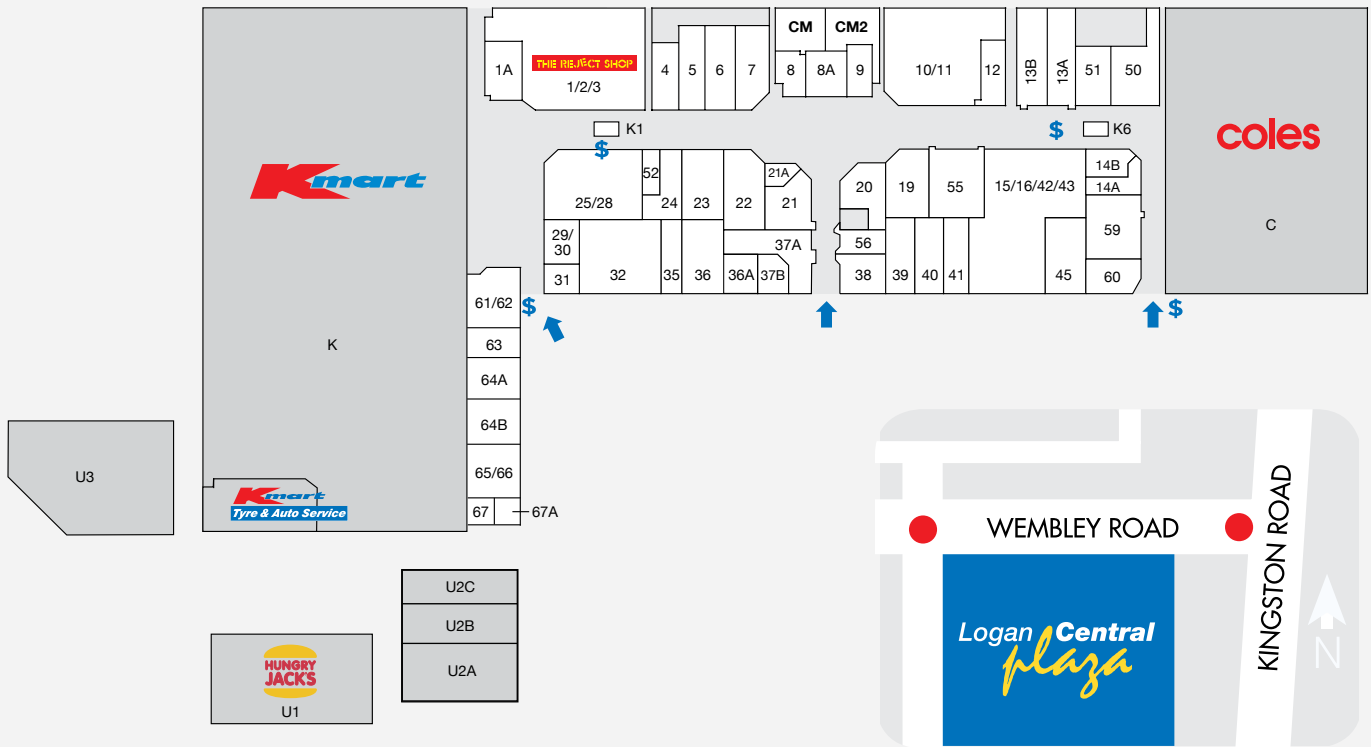 CM
CM2
1A
THE REJECT SHOP
1/2/3
4
5
6
7
8
8A
9
10/11
12
13B
13A
51
50
K1
$
$
K6
Kmart
coles
C
25/28
52
24
23
22
21A
21
20
19
55
15/16/42/43
14B
14A
29/
30
31
32
35
36
37A
36A
37B
56
38
39
40
41
45
59
60
61/62
$
$
K
63
64A
64B
65/66
67
67A
U3
Kmart
Tyre & Auto Service
U2C
U2B
U2A
HUNGRY
JACK'S
U1
WEMBLEY ROAD
KINGSTON ROAD
Logan Central
plaza
N